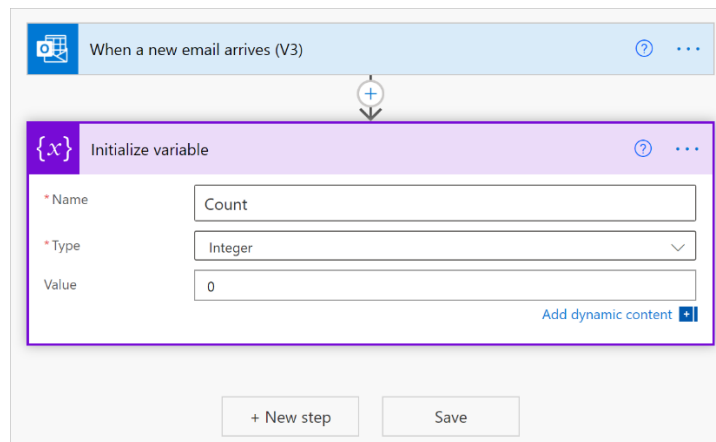 When a new email arrives (V3)
{x} Initialize variable
* Name Count
* Type Integer
Value 0
Add dynamic content
+ New step Save